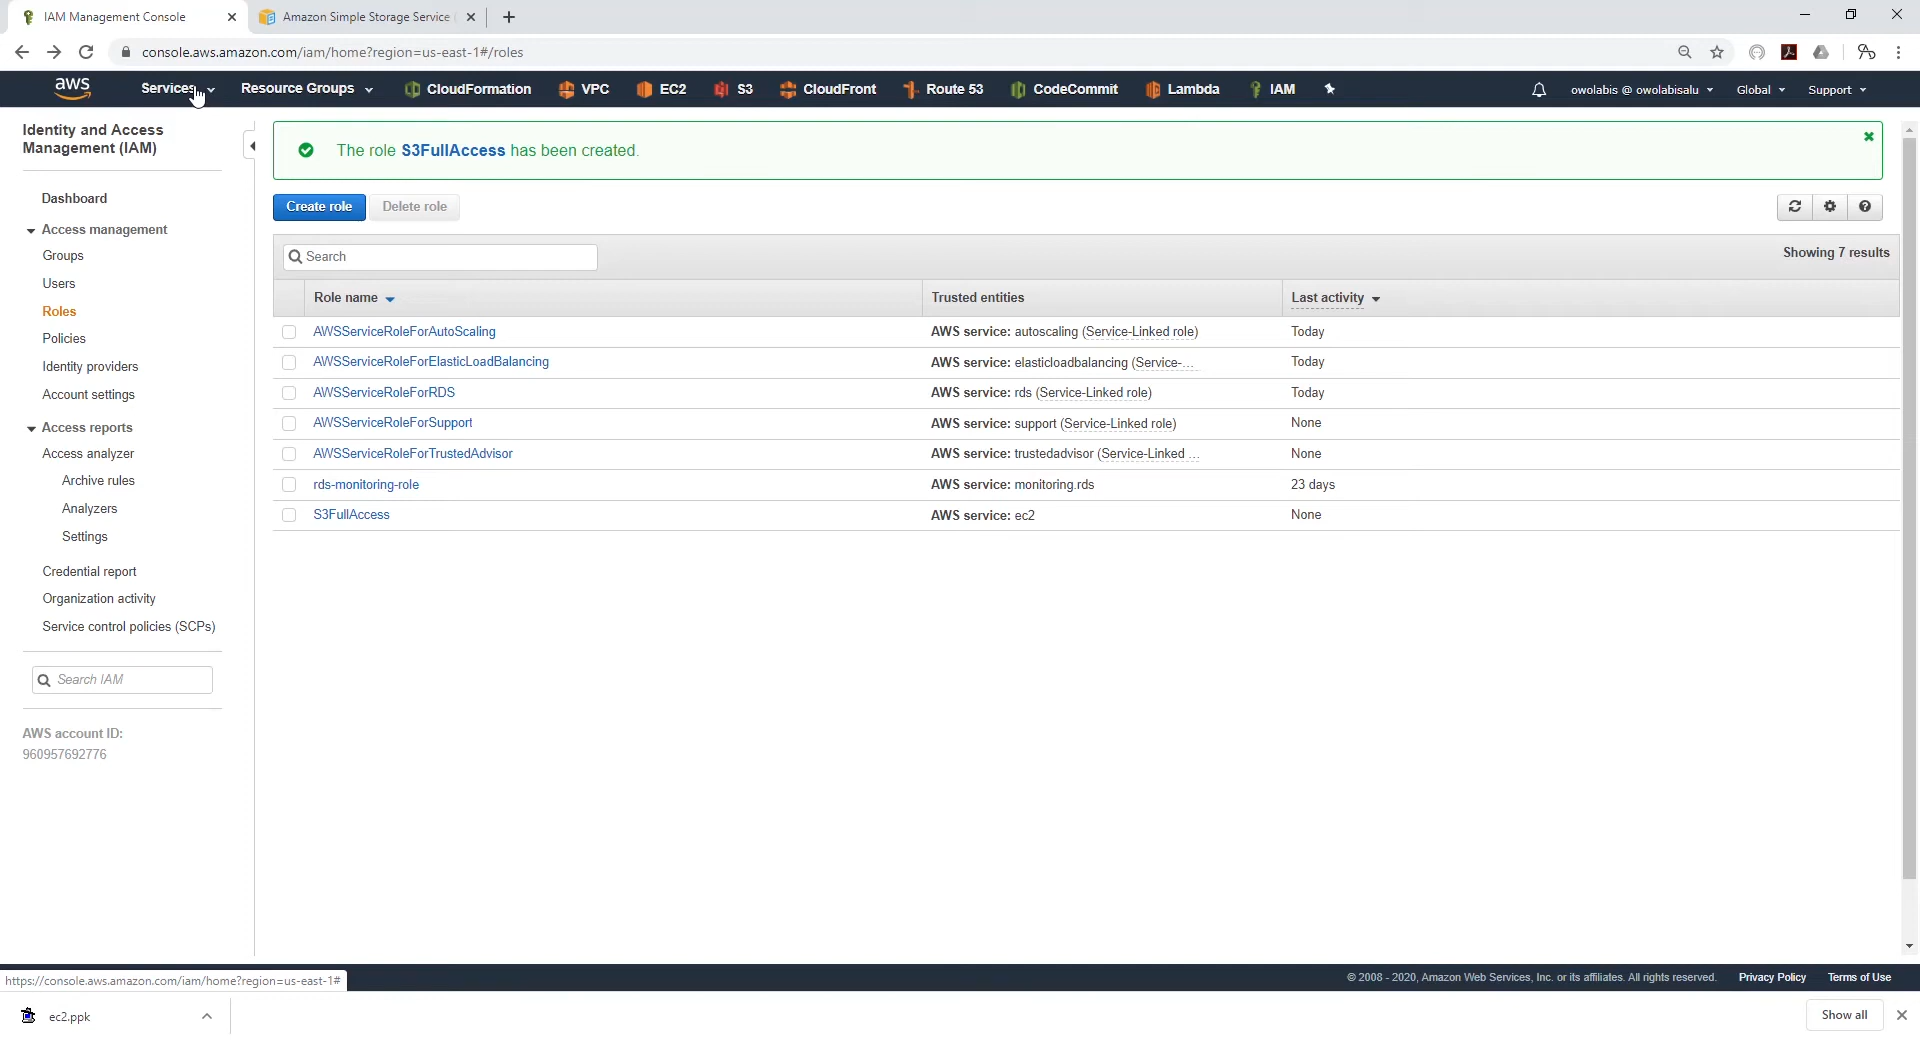 IAM Management Console
Amazon Simple Storage Service (
console.aws.amazon.com/iam/home?region=us-east-1#/roles
aws
Services
Resource Groups
CloudFormation
VPC
EC2
S3
CloudFront
Route 53
CodeCommit
Lambda
IAM
owolabis @ owolabisalu
Global
Support
Identity and Access
Management (IAM)
Dashboard
Access management
Groups
Users
Roles
Policies
Identity providers
Account settings
Access reports
Access analyzer
Archive rules
Analyzers
Settings
Credential report
Organization activity
Service control policies (SCPs)
Search IAM
AWS account ID:
960957692776
The role S3FullAccess has been created.
Create role
Delete role
Search
Showing 7 results
Role name
Trusted entities
Last activity
AWSServiceRoleForAutoScaling
AWS service: autoscaling (Service-Linked role)
Today
AWSServiceRoleForElasticLoadBalancing
AWS service: elasticloadbalancing (Service-...
Today
AWSServiceRoleForRDS
AWS service: rds (Service-Linked role)
Today
AWSServiceRoleForSupport
AWS service: support (Service-Linked role)
None
AWSServiceRoleForTrustedAdvisor
AWS service: trustedadvisor (Service-Linked ...
None
rds-monitoring-role
AWS service: monitoring.rds
23 days
S3FullAccess
AWS service: ec2
None
https://console.aws.amazon.com/iam/home?region=us-east-1#
© 2008 - 2020, Amazon Web Services, Inc. or its affiliates. All rights reserved.
Privacy Policy
Terms of Use
ec2.ppk
Show all